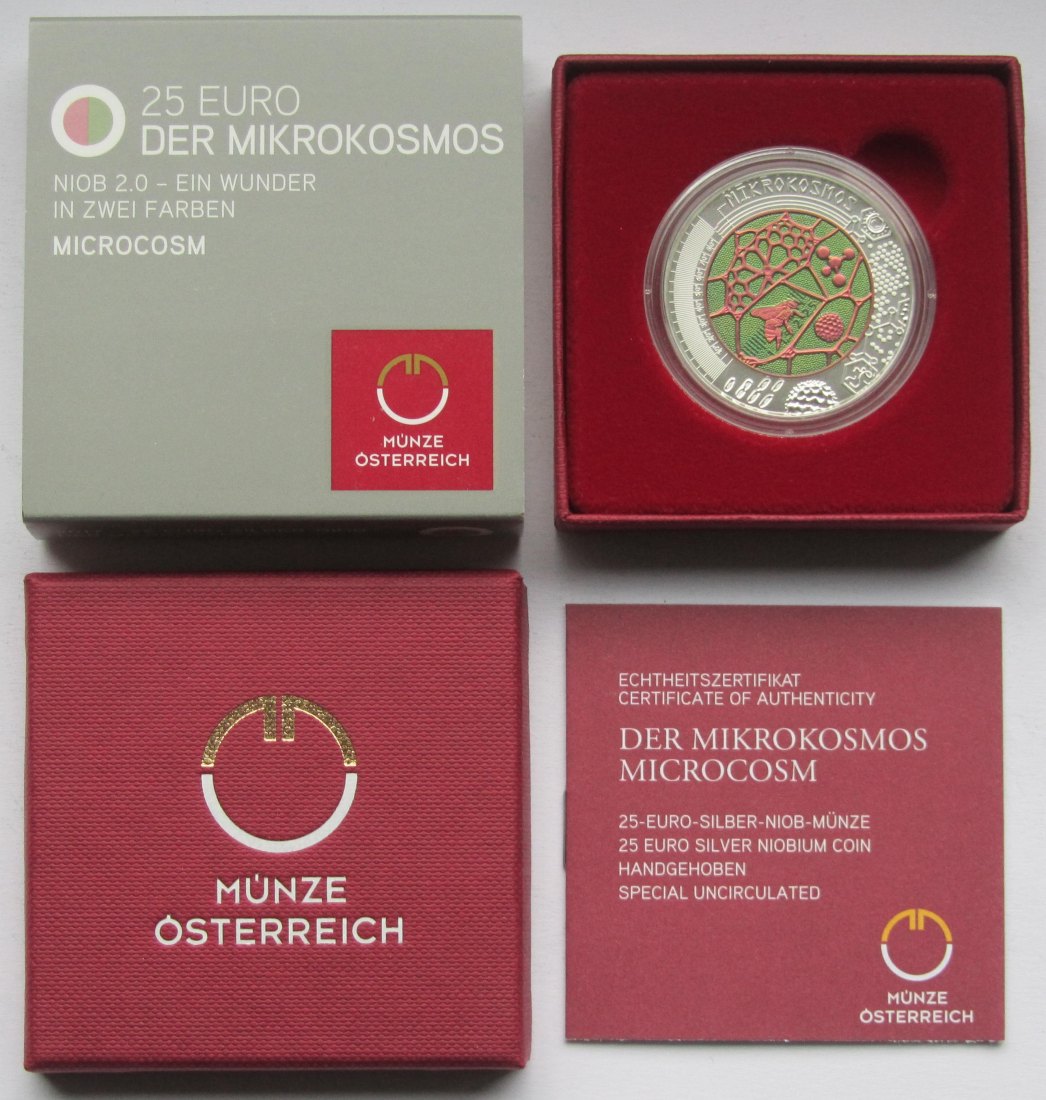 25 EURO
DER MIKROKOSMOS
NIOB 2.0 – EIN WUNDER
IN ZWEI FARBEN
MICROCOSM
MÜNZE
ÖSTERREICH
MIKROKOSMOS
MÜNZE
ÖSTERREICH
ECHTHEITSZERTIFIKAT
CERTIFICATE OF AUTHENTICITY
DER MIKROKOSMOS
MICROCOSM
25-EURO-SILBER-NIOB-MÜNZE
25 EURO SILVER NIOBIUM COIN
HANDGEHOBEN
SPECIAL UNCIRCULATED
MÜNZE
ÖSTERREICH